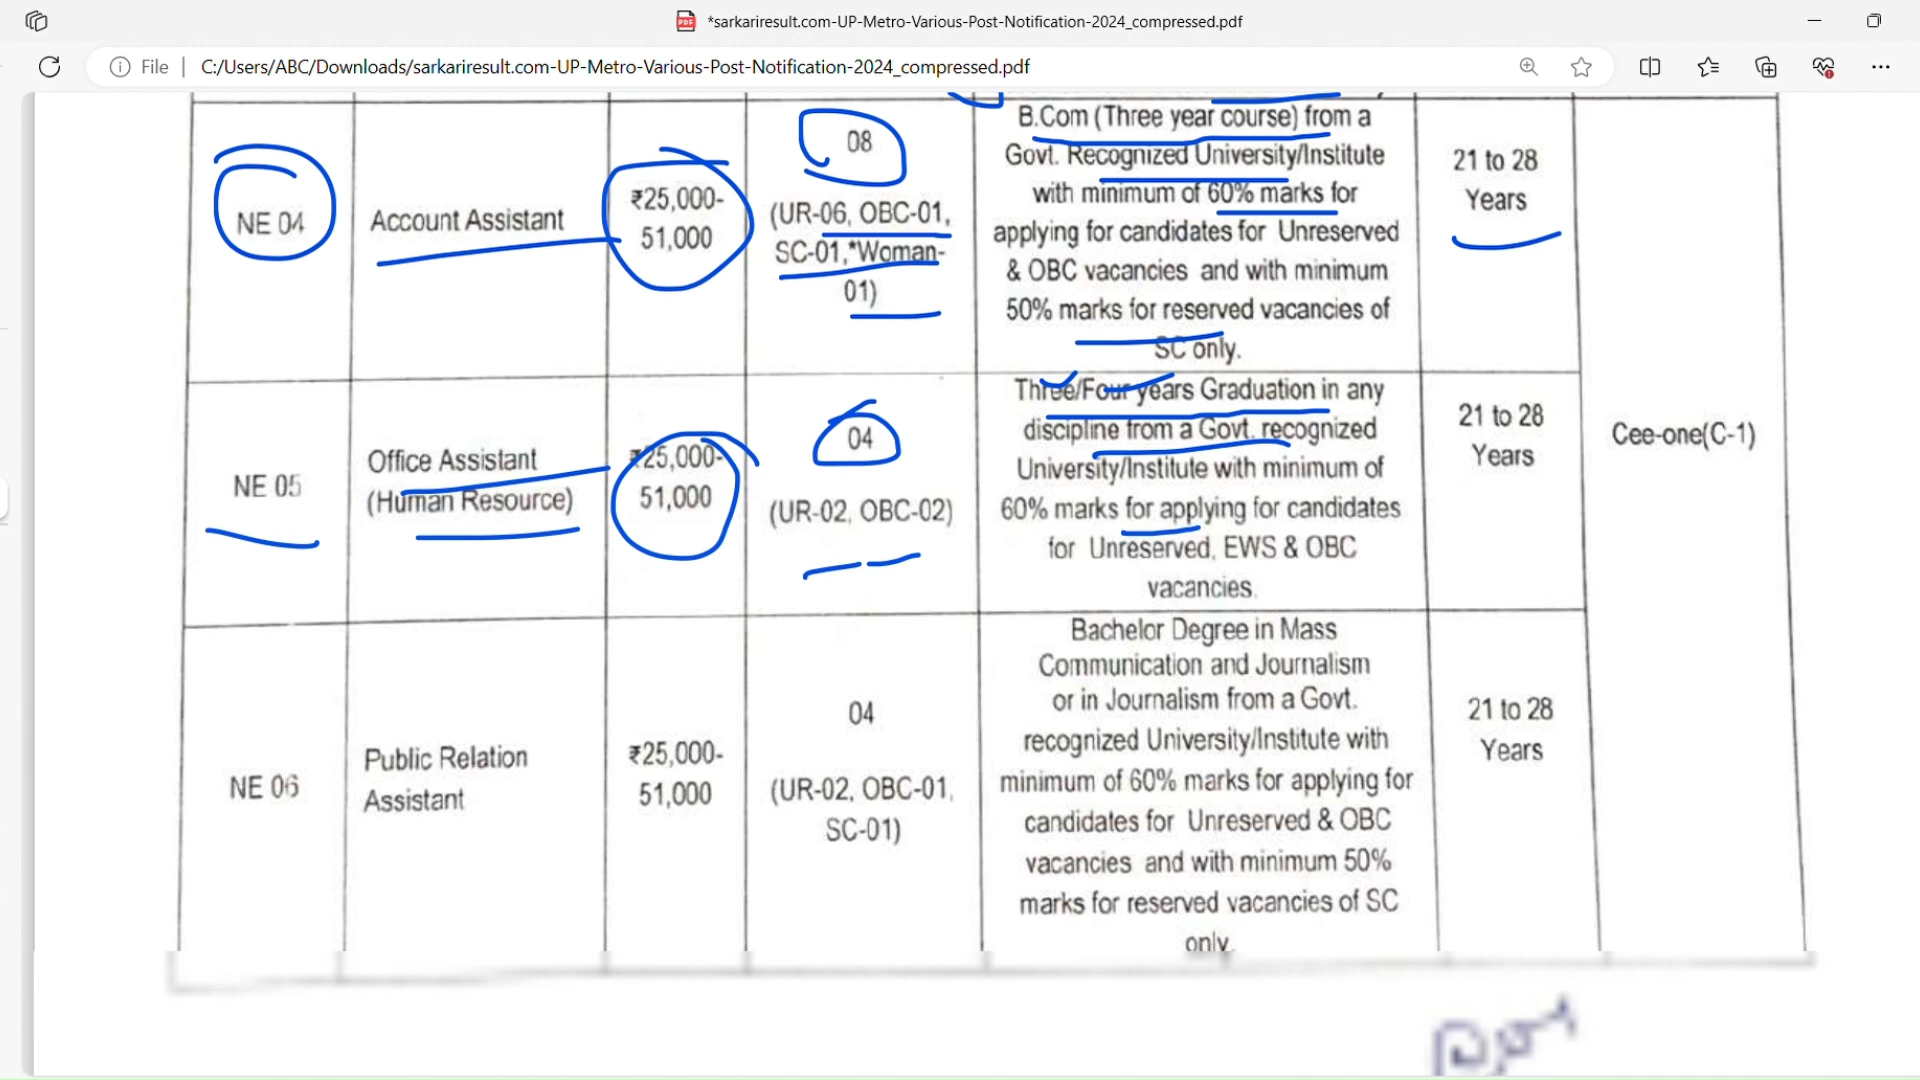 *sarkariresult.com-UP-Metro-Various-Post-Notification-2024_compressed.pdf
File
C:/Users/ABC/Downloads/sarkariresult.com-UP-Metro-Various-Post-Notification-2024_compressed.pdf
NE 04
Account Assistant
₹25,000-
51,000
08
(UR-06, OBC-01,
SC-01,*Woman-
01)
B.Com (Three year course) from a
Govt. Recognized University/Institute
with minimum of 60% marks for
applying for candidates for Unreserved
& OBC vacancies and with minimum
50% marks for reserved vacancies of
SC only.
21 to 28
Years
NE 05
Office Assistant
(Human Resource)
₹25,000-
51,000
04
(UR-02, OBC-02)
Three/Four years Graduation in any
discipline from a Govt. recognized
University/Institute with minimum of
60% marks for applying for candidates
for Unreserved, EWS & OBC
vacancies.
21 to 28
Years
Cee-one(C-1)
NE 06
Public Relation
Assistant
₹25,000-
51,000
04
(UR-02, OBC-01,
SC-01)
Bachelor Degree in Mass
Communication and Journalism
or in Journalism from a Govt.
recognized University/Institute with
minimum of 60% marks for applying for
candidates for Unreserved & OBC
vacancies and with minimum 50%
marks for reserved vacancies of SC
only.
21 to 28
Years